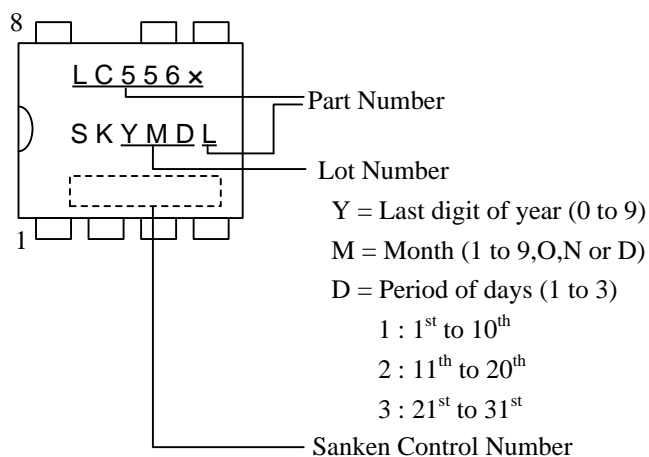 8
LC556×
Part Number
SKYMDL
Lot Number
Y = Last digit of year (0 to 9)
1
M = Month (1 to 9,O,N or D)
D = Period of days (1 to 3)
1 : 1st to 10th
2 : 11th to 20th
3 : 21st to 31st
Sanken Control Number